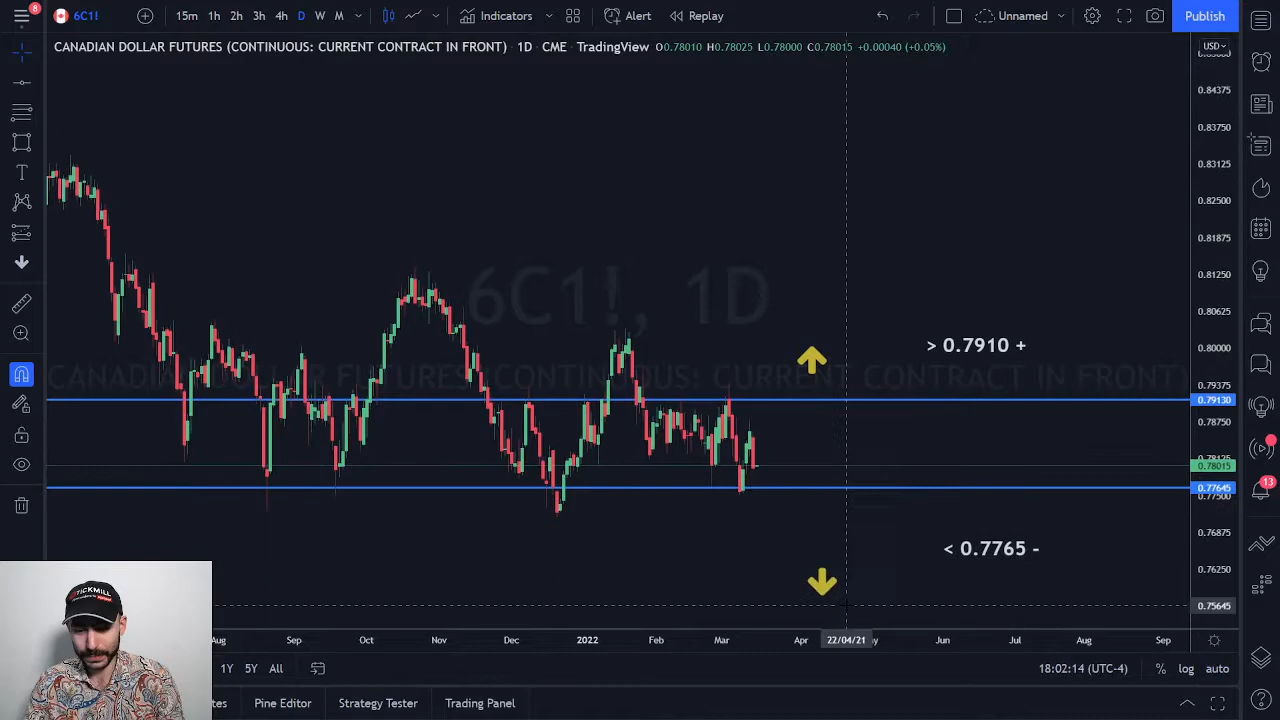 8
6C1!
15m 1h 2h 3h 4h D W M
Indicators
Alert
Replay
Unnamed
Publish
CANADIAN DOLLAR FUTURES (CONTINUOUS: CURRENT CONTRACT IN FRONT) · 1D · CME · TradingView O0.78010 H0.78025 L0.78000 C0.78015 +0.00040 (+0.05%)
USD
0.84375
0.83750
0.83125
0.82500
0.81875
0.81250
0.80625
0.80000
0.79375
0.79130
0.78750
0.78015
0.77645
0.77500
0.76875
0.76250
0.75645
6C1!, 1D
CANADIAN DOLLAR FUTURES (CONTINUOUS: CURRENT CONTRACT IN FRONT)
> 0.7910 +
< 0.7765 -
13
TICKMILL
Aug Sep Oct Nov Dec 2022 Feb Mar Apr 22/04/21 Jun Jul Aug Sep
1Y 5Y All
18:02:14 (UTC-4)
% log auto
Pine Editor
Strategy Tester
Trading Panel